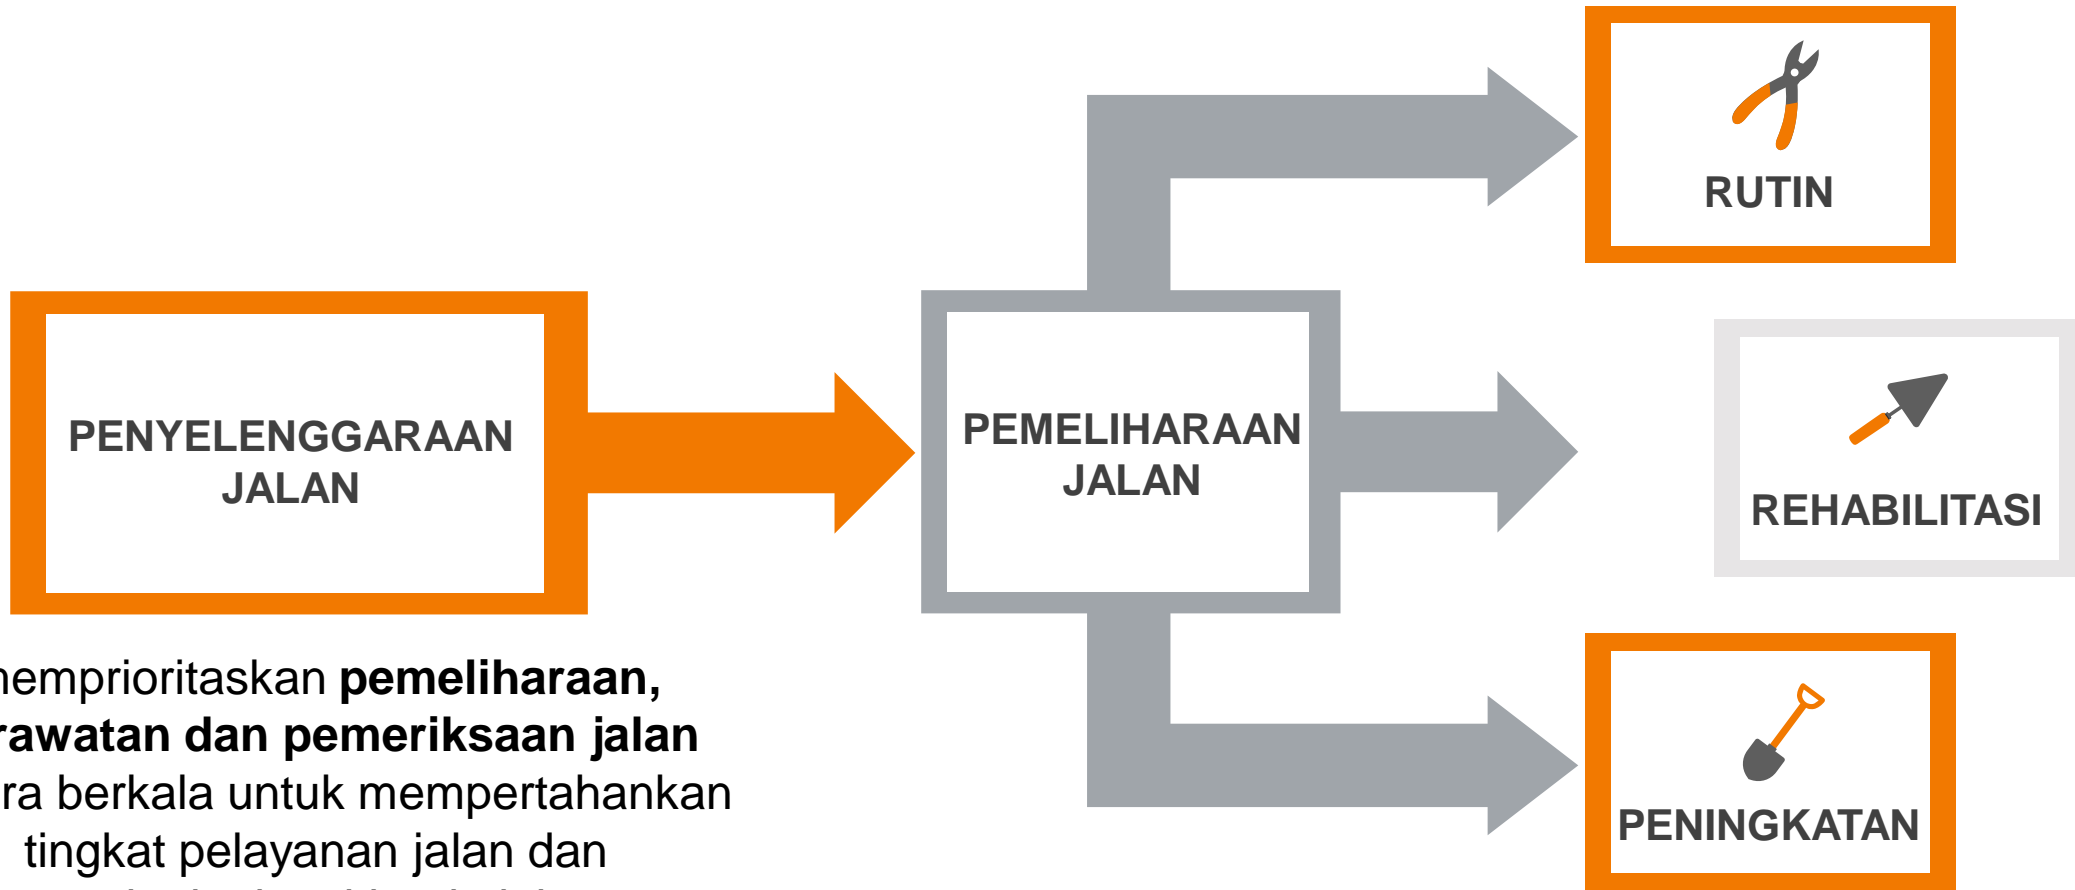 RUTIN
PENYELENGGARAAN
JALAN
PEMELIHARAAN
JALAN
REHABILITASI
memprioritaskan pemeliharaan,
rawatan dan pemeriksaan jalan
ra berkala untuk mempertahankan
tingkat pelayanan jalan dan
PENINGKATAN